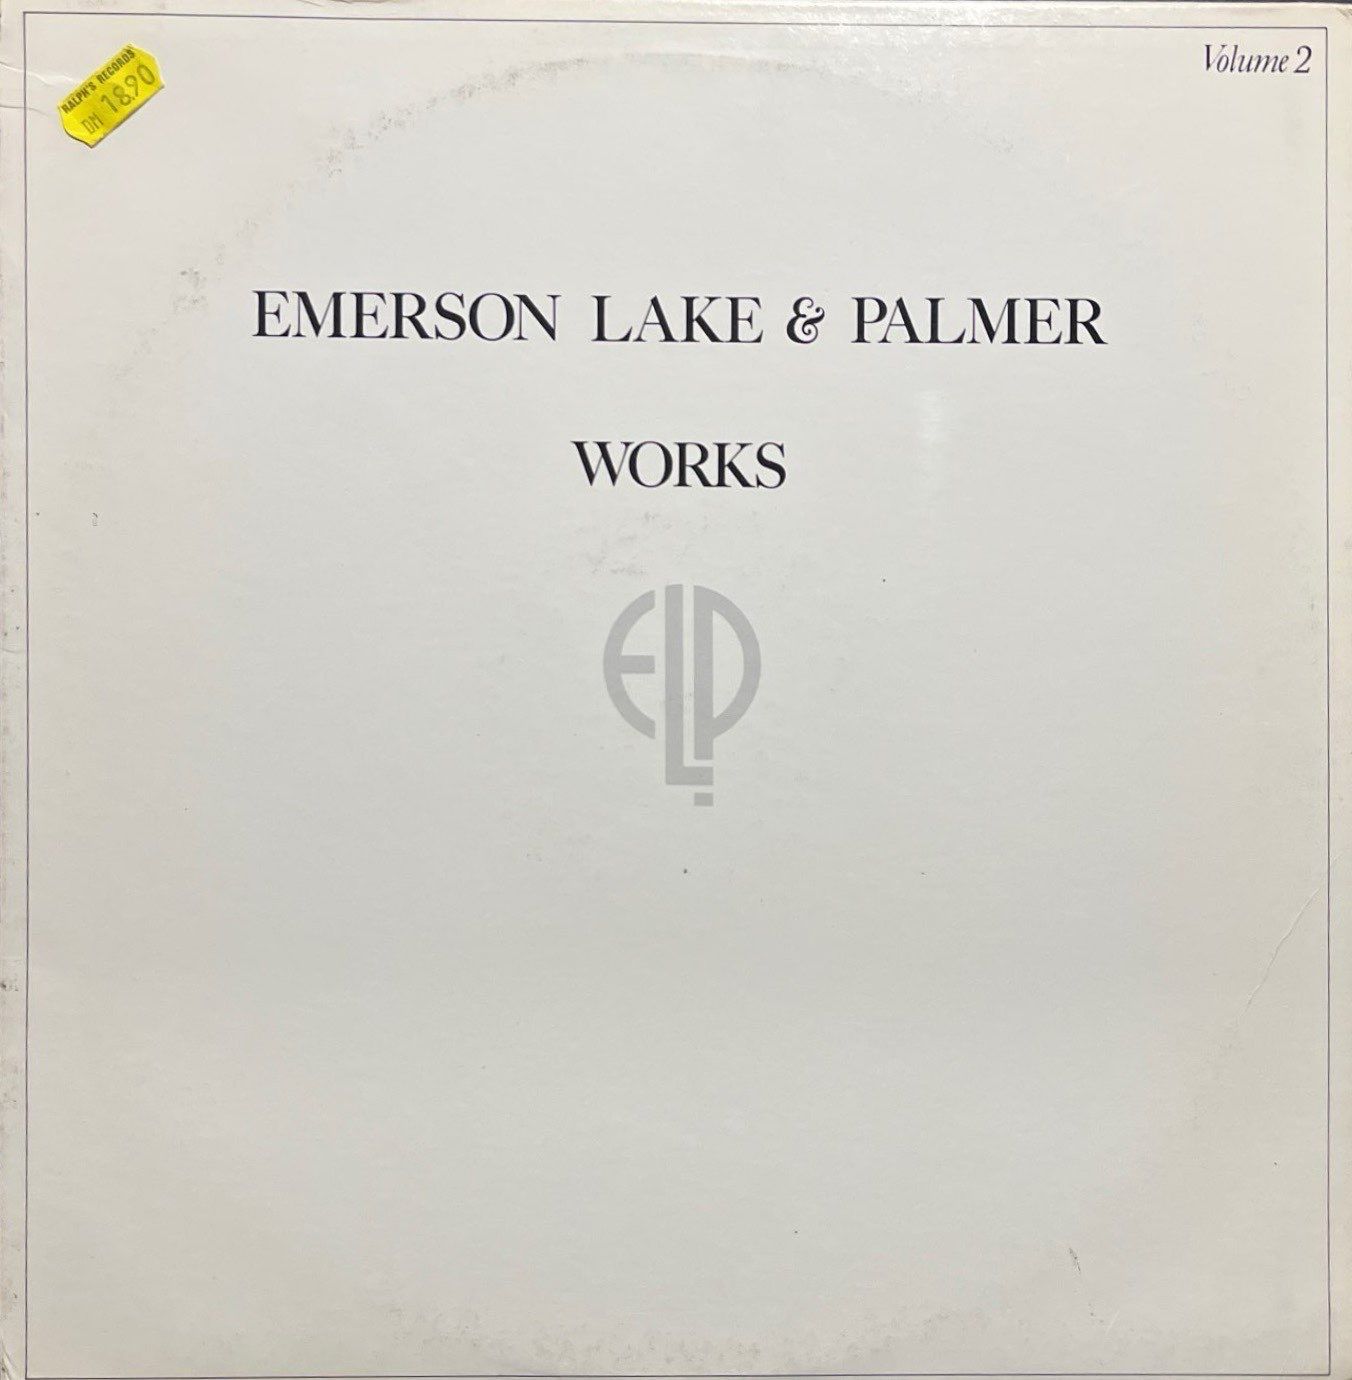 Volume 2
RALPH'S RECORDS
DM 18.90
EMERSON LAKE & PALMER
WORKS
ELP